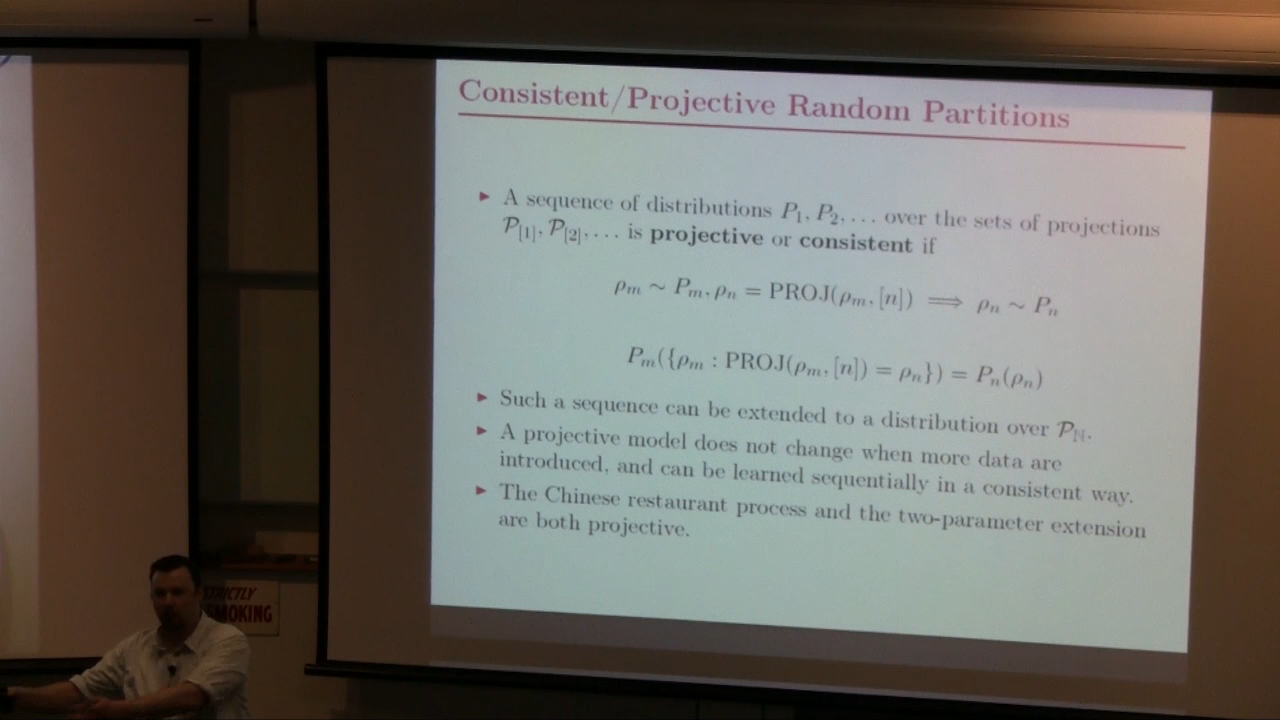 Consistent/Projective Random Partitions
▶ A sequence of distributions P₁, P₂, ... over the sets of projections
𝒫[1], 𝒫[2], ... is projective or consistent if
ρm ∼ Pm, ρn = PROJ(ρm, [n]) ⟹ ρn ∼ Pn
Pm({ρm : PROJ(ρm, [n]) = ρn}) = Pn(ρn)
▶ Such a sequence can be extended to a distribution over 𝒫ℕ.
▶ A projective model does not change when more data are
introduced, and can be learned sequentially in a consistent way.
▶ The Chinese restaurant process and the two-parameter extension
are both projective.
STRICTLY
SMOKING